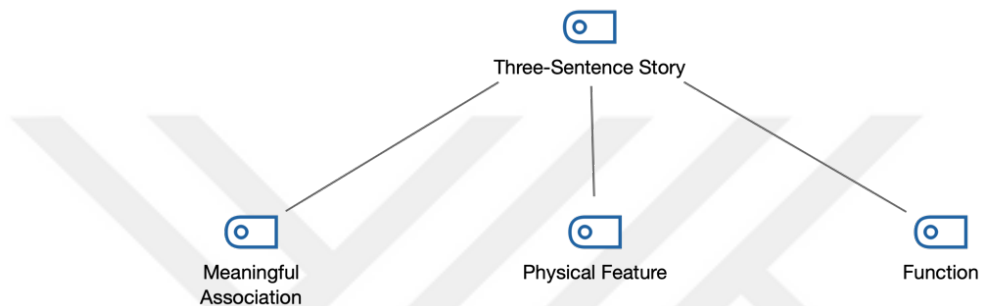 Three-Sentence Story
Meaningful
Association
Physical Feature
Function